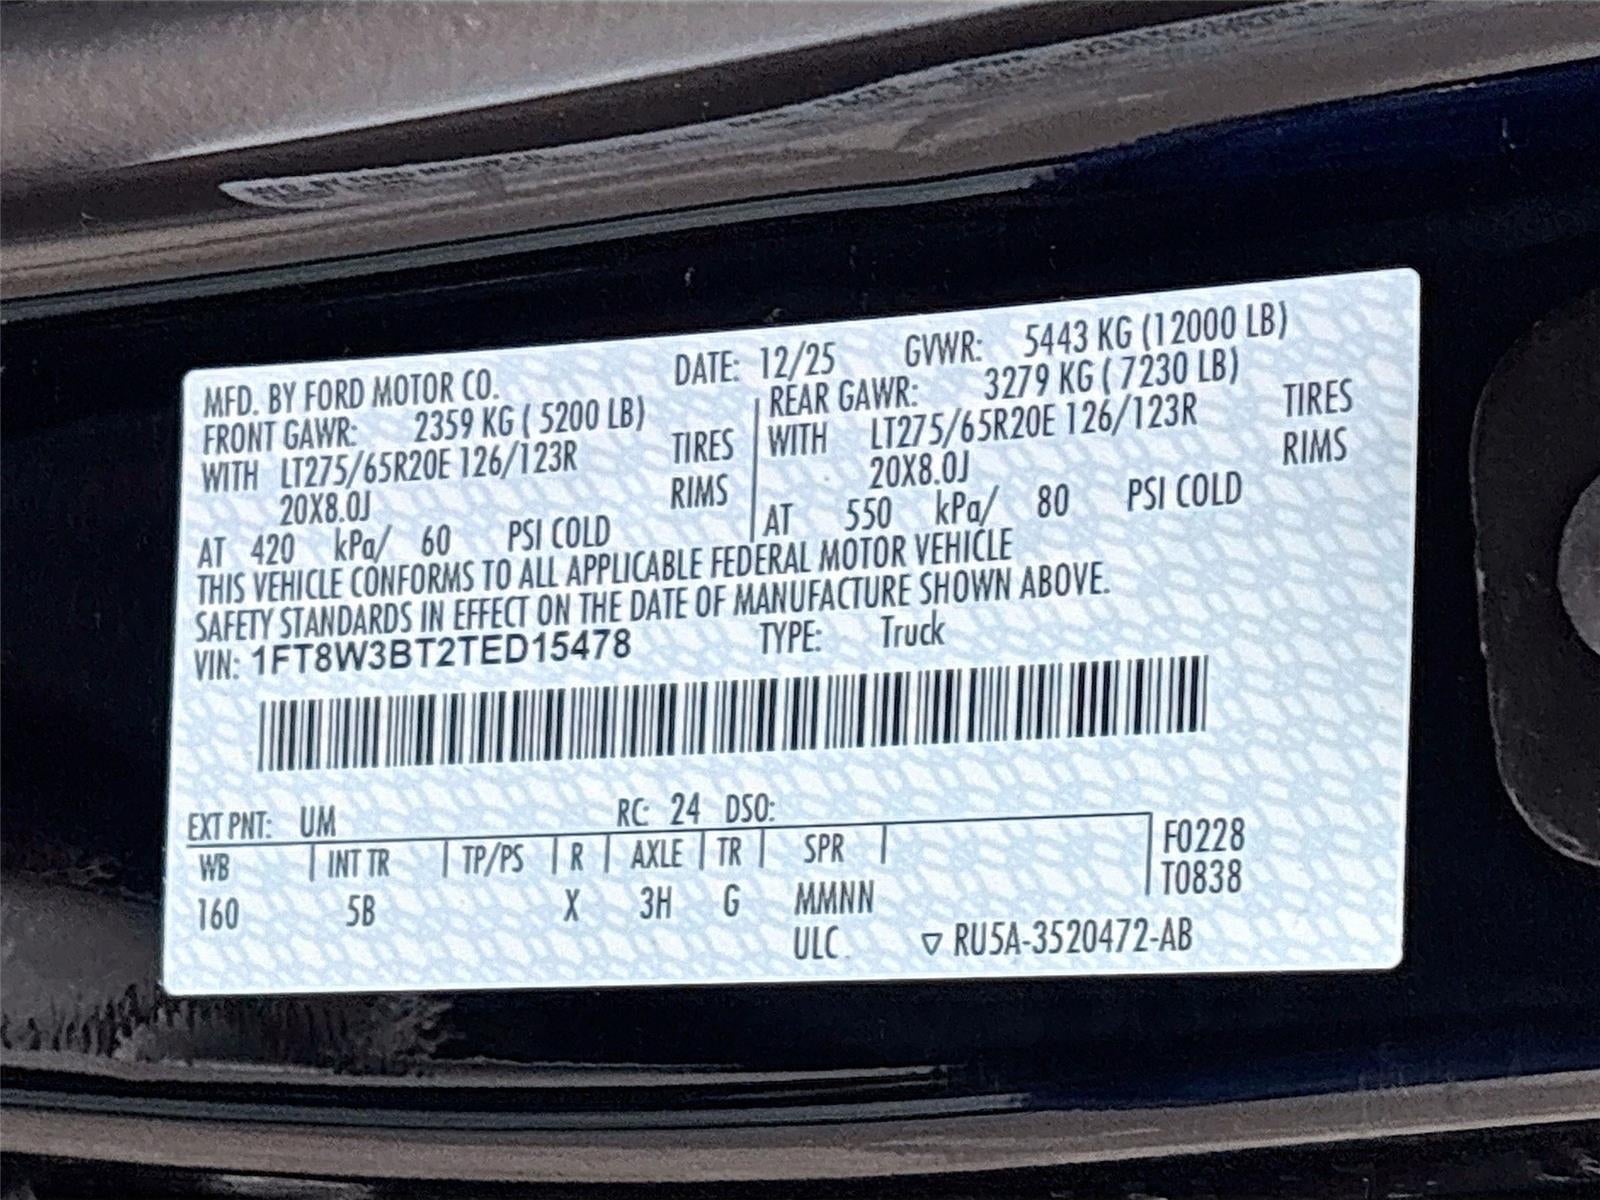 MFD. BY FORD MOTOR CO. DATE: 12/25 GVWR: 5443 KG (12000 LB)
FRONT GAWR: 2359 KG ( 5200 LB) REAR GAWR: 3279 KG ( 7230 LB)
WITH LT275/65R20E 126/123R TIRES WITH LT275/65R20E 126/123R TIRES
20X8.0J RIMS 20X8.0J RIMS
AT 420 kPa/ 60 PSI COLD AT 550 kPa/ 80 PSI COLD
THIS VEHICLE CONFORMS TO ALL APPLICABLE FEDERAL MOTOR VEHICLE
SAFETY STANDARDS IN EFFECT ON THE DATE OF MANUFACTURE SHOWN ABOVE.
VIN: 1FT8W3BT2TED15478 TYPE: Truck
EXT PNT: UM RC: 24 DSO:
WB INT TR TP/PS R AXLE TR SPR F0228
160 5B X 3H G MMNN T0838
ULC ▽ RU5A-3520472-AB